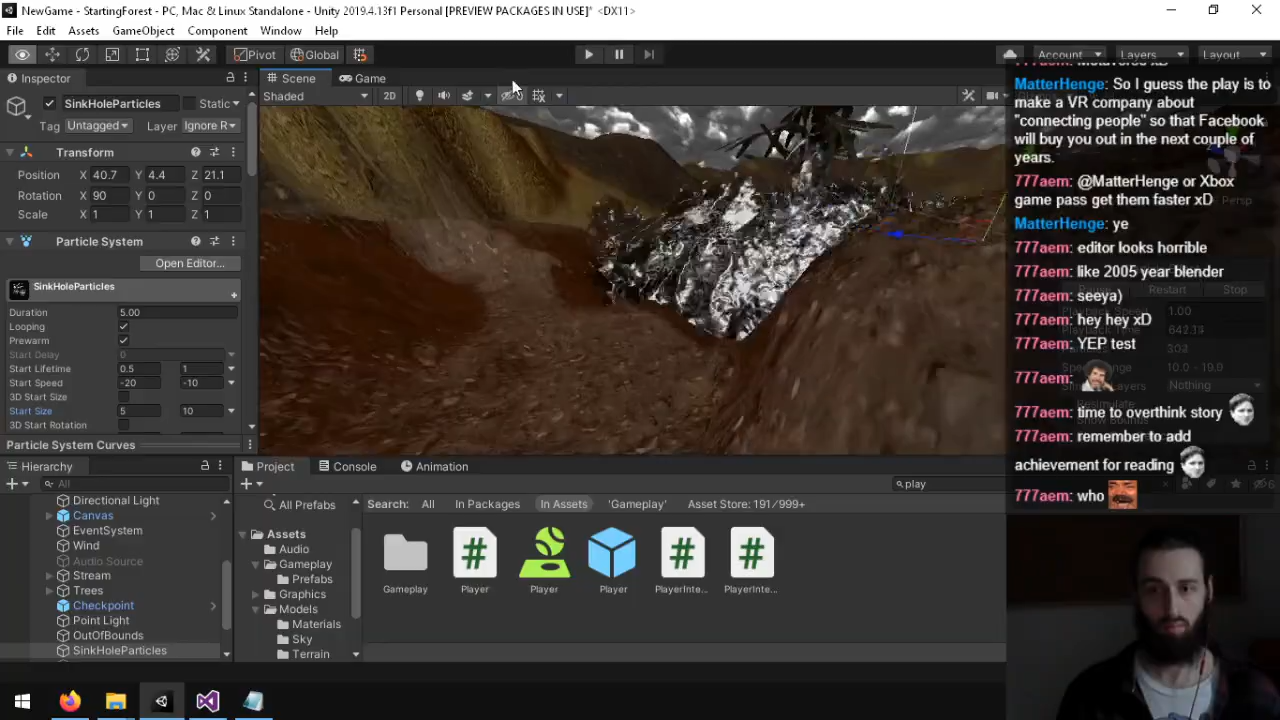 NewGame - StartingForest - PC, Mac & Linux Standalone - Unity 2019.4.13f1 Personal [PREVIEW PACKAGES IN USE]* <DX11>
File Edit Assets GameObject Component Window Help
Pivot Global Account Layers Layout
Inspector Scene Game
SinkHoleParticles Static Shaded 2D
Tag Untagged Layer Ignore R
Transform
Position X 40.7 Y 4.4 Z 21.1
Rotation X 90 Y 0 Z 0
Scale X 1 Y 1 Z 1
Particle System
Open Editor...
SinkHoleParticles
Duration 5.00
Looping
Prewarm
Start Delay 0
Start Lifetime 0.5 1
Start Speed -20 -10
3D Start Size
Start Size 5 10
3D Start Rotation
Particle System Curves
Hierarchy
All
Directional Light
Canvas
EventSystem
Wind
Audio Source
Stream
Trees
Checkpoint
Point Light
OutOfBounds
SinkHoleParticles
Project Console Animation
play
All Prefabs Search: All In Packages In Assets 'Gameplay' Asset Store: 191/999+
Assets
Audio
Gameplay
Prefabs
Graphics
Models
Materials
Sky
Terrain
# # #
Gameplay Player Player Player PlayerInte... PlayerInte...
MatterHenge: So I guess the play is to
make a VR company about
"connecting people" so that Facebook
will buy you out in the next couple of
years.
777aem: @MatterHenge or Xbox
game pass get them faster xD
Persp
MatterHenge: ye
777aem: editor looks horrible
777aem: like 2005 year blender
Restart Stop
777aem: seeya)
1.00
777aem: hey hey xD
777aem: YEP test
777aem:
10.0 - 19.9
Nothing
777aem: time to overthink story
777aem: remember to add
achievement for reading
777aem: who